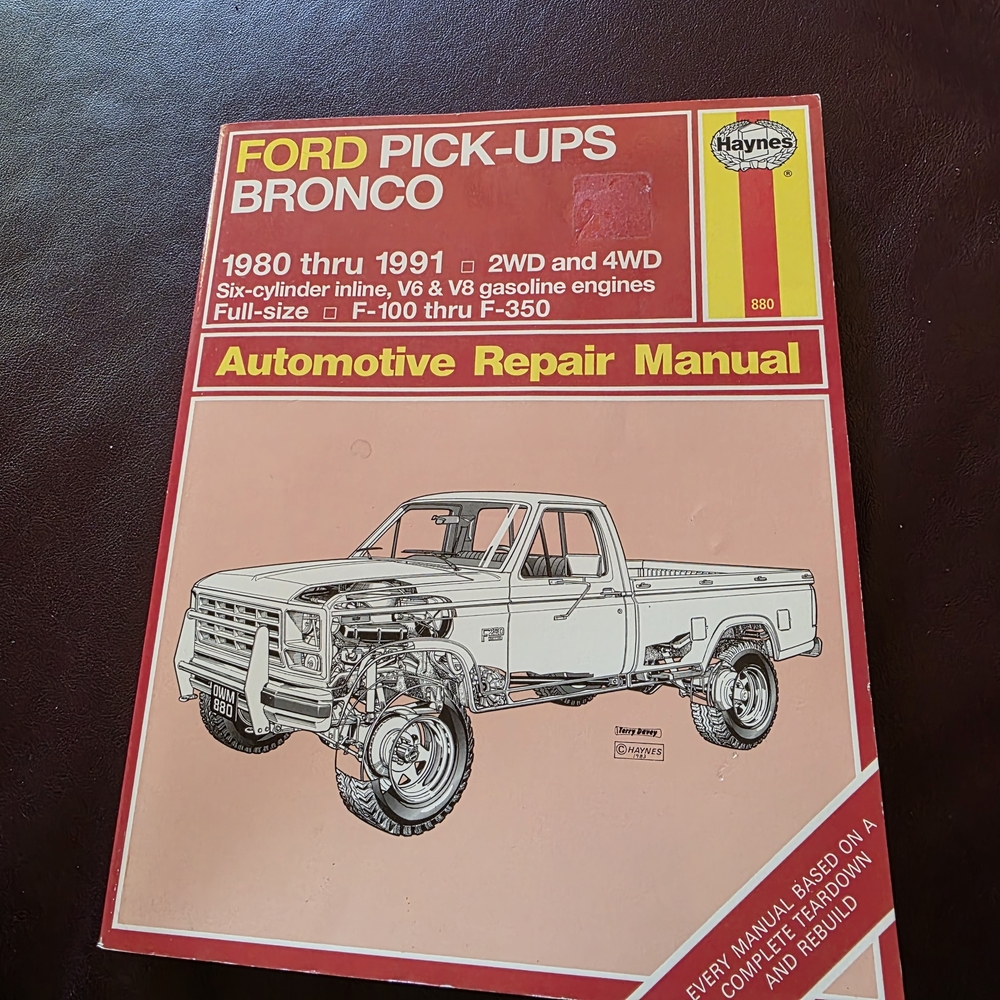 FORD PICK-UPS
BRONCO
1980 thru 1991 □ 2WD and 4WD
Six-cylinder inline, V6 & V8 gasoline engines
Full-size □ F-100 thru F-350
Haynes
®
880
Automotive Repair Manual
F250
OWM
880
Terry Davey
© HAYNES
1983
EVERY MANUAL BASED ON A
COMPLETE TEARDOWN
AND REBUILD